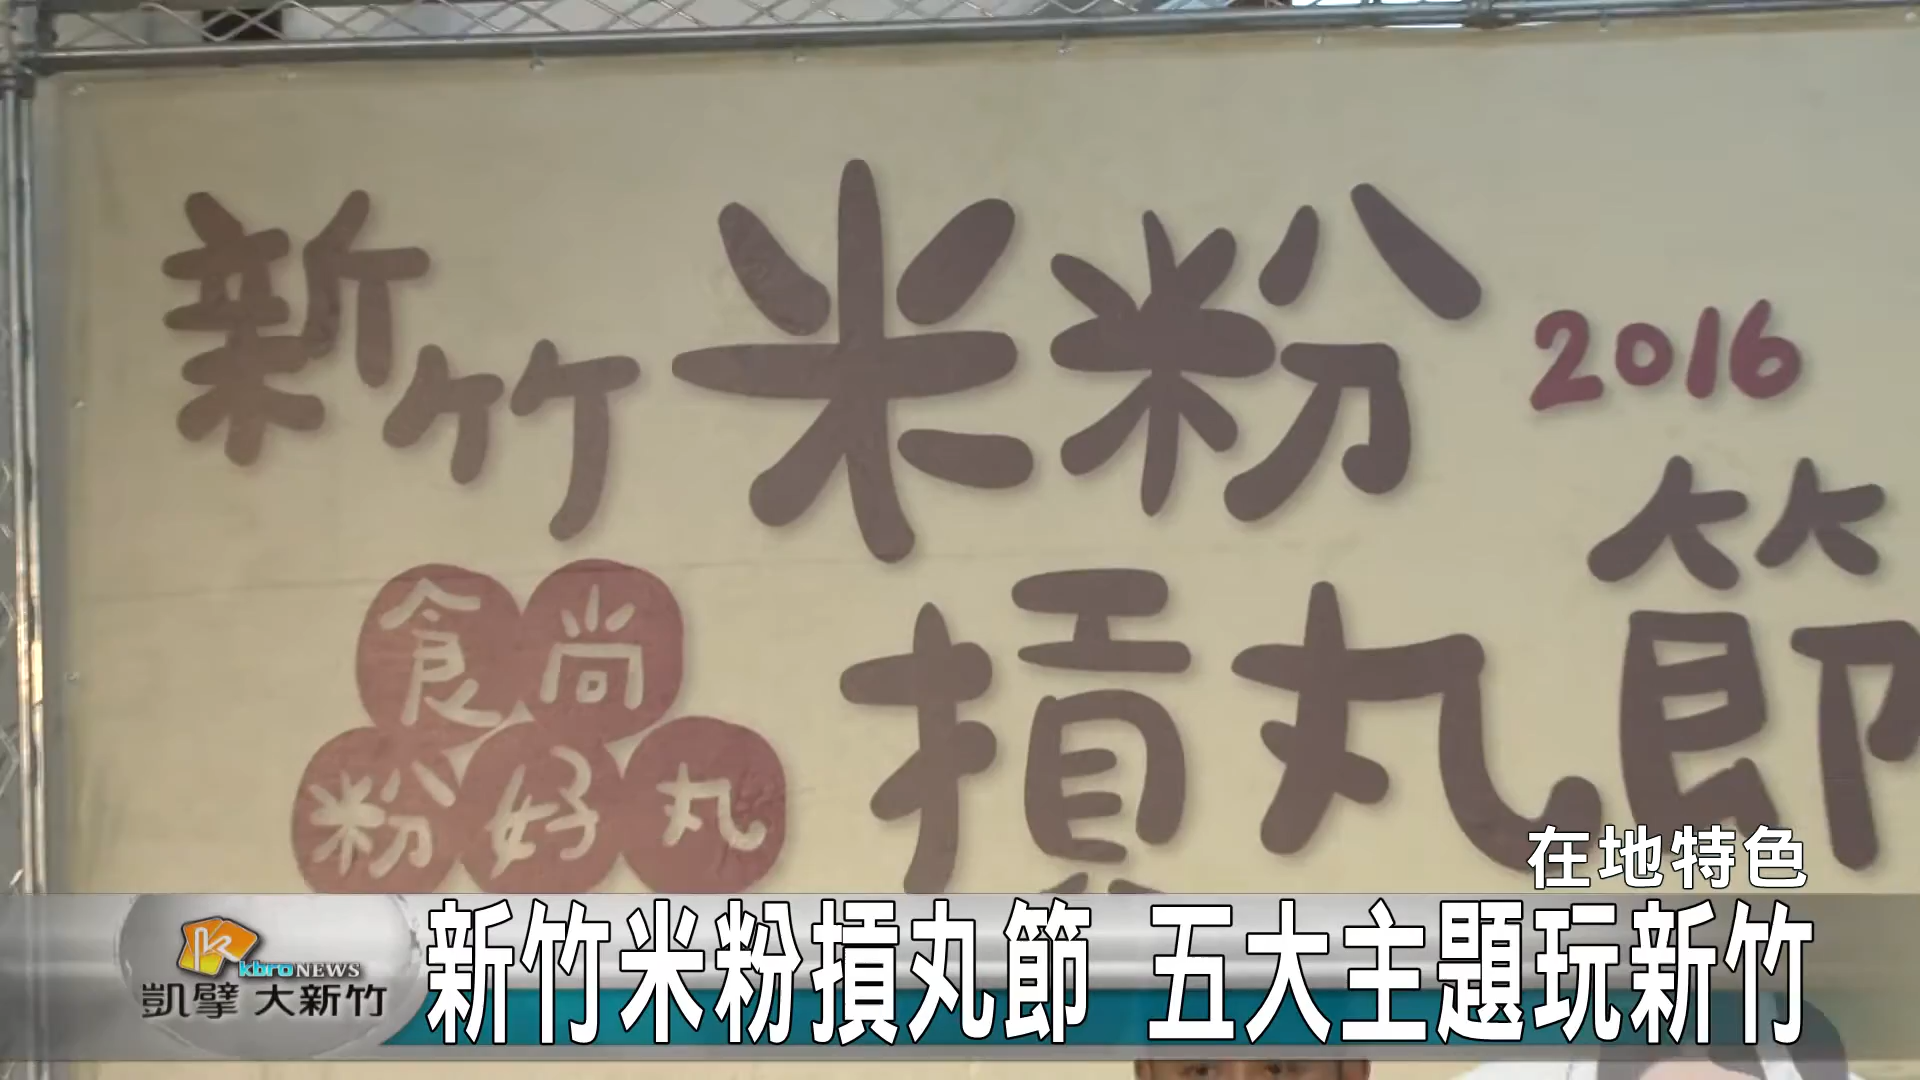 新竹米粉 2016
摃丸節
食尚
粉好丸
在地特色
新竹米粉摃丸節 五大主題玩新竹
kbro NEWS
凱擘 大新竹